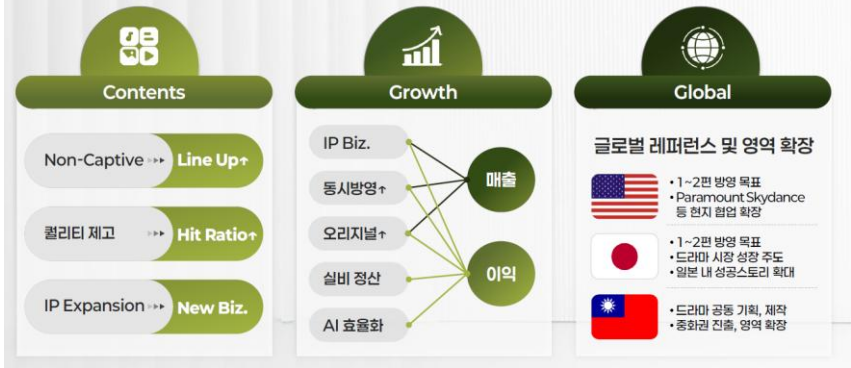 Contents
Non-Captive
Line Up↑
퀄리티 제고
Hit Ratio↑
IP Expansion
New Biz.
Growth
IP Biz.
동시방영↑
오리지널↑
실비 정산
AI 효율화
매출
이익
Global
글로벌 레퍼런스 및 영역 확장
• 1~2편 방영 목표
• Paramount Skydance
등 현지 협업 확장
• 1~2편 방영 목표
• 드라마 시장 성장 주도
• 일본 내 성공스토리 확대
• 드라마 공동 기획, 제작
• 중화권 진출, 영역 확장